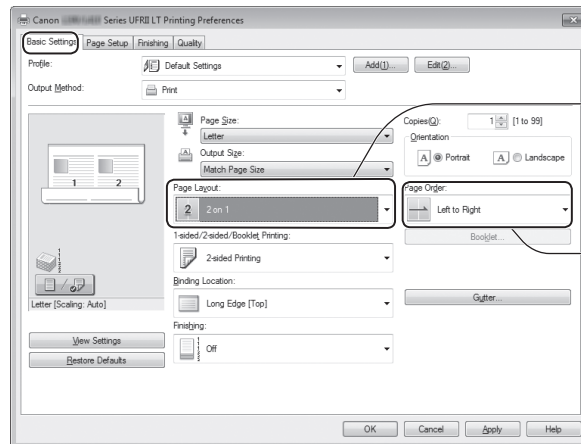 Canon Series UFRII LT Printing Preferences
Basic Settings Page Setup Finishing Quality
Profile: Default Settings Add(1)... Edit(2)...
Output Method: Print
Page Size: Letter
Output Size: Match Page Size
Page Layout: 2 2 on 1
1-sided/2-sided/Booklet Printing: 2-sided Printing
Binding Location: Long Edge [Top]
Finishing: Off
Copies(Q): 1 [1 to 99]
Orientation
A Portrait A Landscape
Page Order: Left to Right
Booklet...
Gutter...
1 2
Letter [Scaling: Auto]
View Settings
Restore Defaults
OK Cancel Apply Help